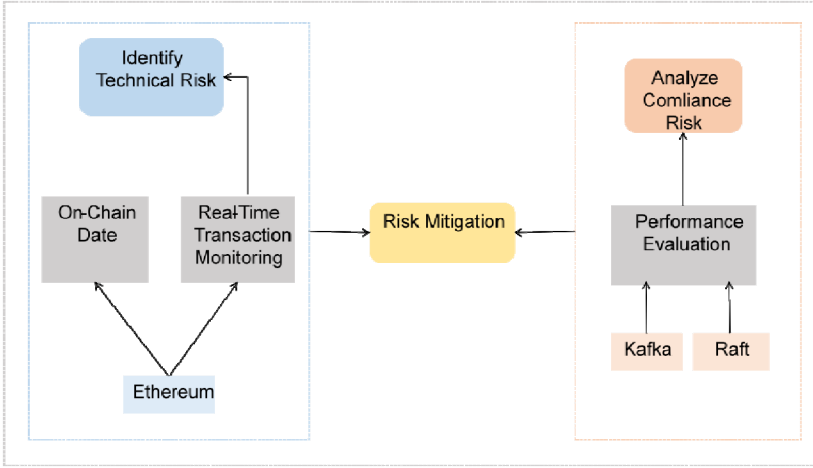 Identify
Technical Risk
On-Chain
Date
Real-Time
Transaction
Monitoring
Ethereum
Risk Mitigation
Analyze
Comliance
Risk
Performance
Evaluation
Kafka
Raft